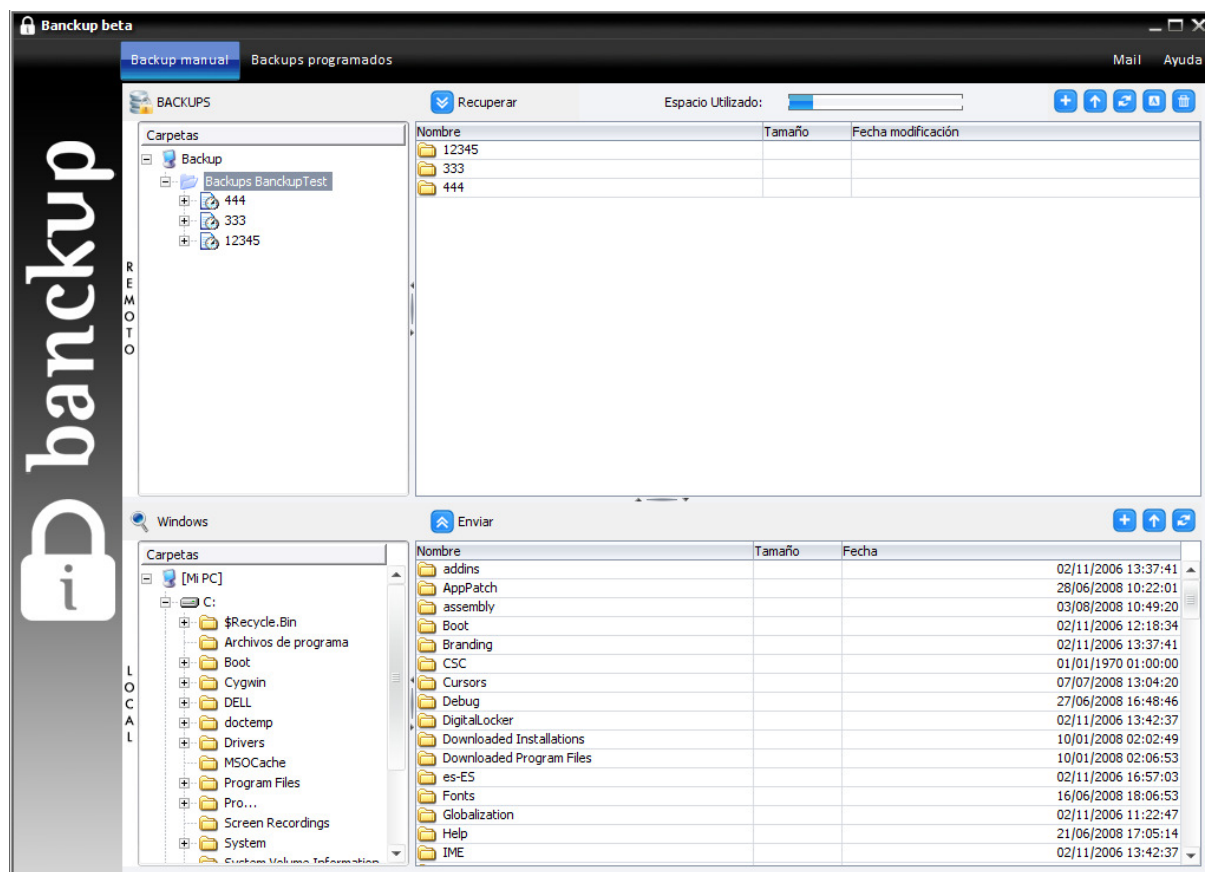 Banckup beta
Backup manual Backups programados Mail Ayuda
BACKUPS Recuperar Espacio Utilizado:
banckup
REMOTO
Carpetas
Backup
Backups BanckupTest
444
333
12345
Nombre Tamaño Fecha modificación
12345
333
444
Windows Enviar
LOCAL
Carpetas
[Mi PC]
C:
$Recycle.Bin
Archivos de programa
Boot
Cygwin
DELL
doctemp
Drivers
MSOCache
Program Files
Pro...
Screen Recordings
System
System Volume Information
Nombre Tamaño Fecha
addins 02/11/2006 13:37:41
AppPatch 28/06/2008 10:22:01
assembly 03/08/2008 10:49:20
Boot 02/11/2006 12:18:34
Branding 02/11/2006 13:37:41
CSC 01/01/1970 01:00:00
Cursors 07/07/2008 13:04:20
Debug 27/06/2008 16:48:46
DigitalLocker 02/11/2006 13:42:37
Downloaded Installations 10/01/2008 02:02:49
Downloaded Program Files 10/01/2008 02:06:53
es-ES 02/11/2006 16:57:03
Fonts 16/06/2008 18:06:53
Globalization 02/11/2006 11:22:47
Help 21/06/2008 17:05:14
IME 02/11/2006 13:42:37